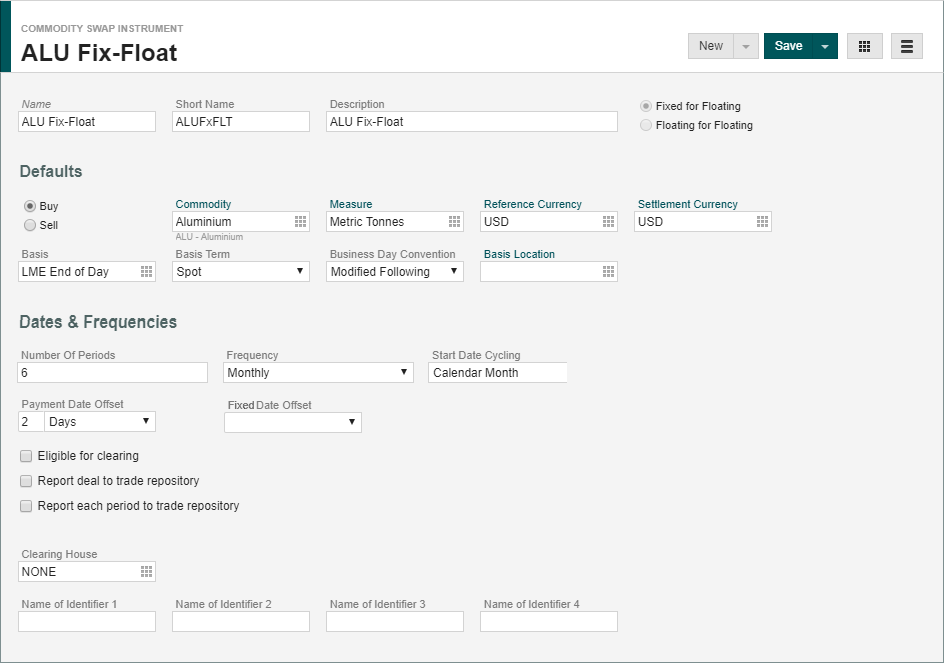 COMMODITY SWAP INSTRUMENT
ALU Fix-Float
New Save
Name Short Name Description
ALU Fix-Float ALUFxFLT ALU Fix-Float
Fixed for Floating
Floating for Floating
Defaults
Buy
Sell
Commodity Measure Reference Currency Settlement Currency
Aluminium Metric Tonnes USD USD
ALU - Aluminium
Basis Basis Term Business Day Convention Basis Location
LME End of Day Spot Modified Following
Dates & Frequencies
Number Of Periods Frequency Start Date Cycling
6 Monthly Calendar Month
Payment Date Offset Fixed Date Offset
2 Days
Eligible for clearing
Report deal to trade repository
Report each period to trade repository
Clearing House
NONE
Name of Identifier 1 Name of Identifier 2 Name of Identifier 3 Name of Identifier 4